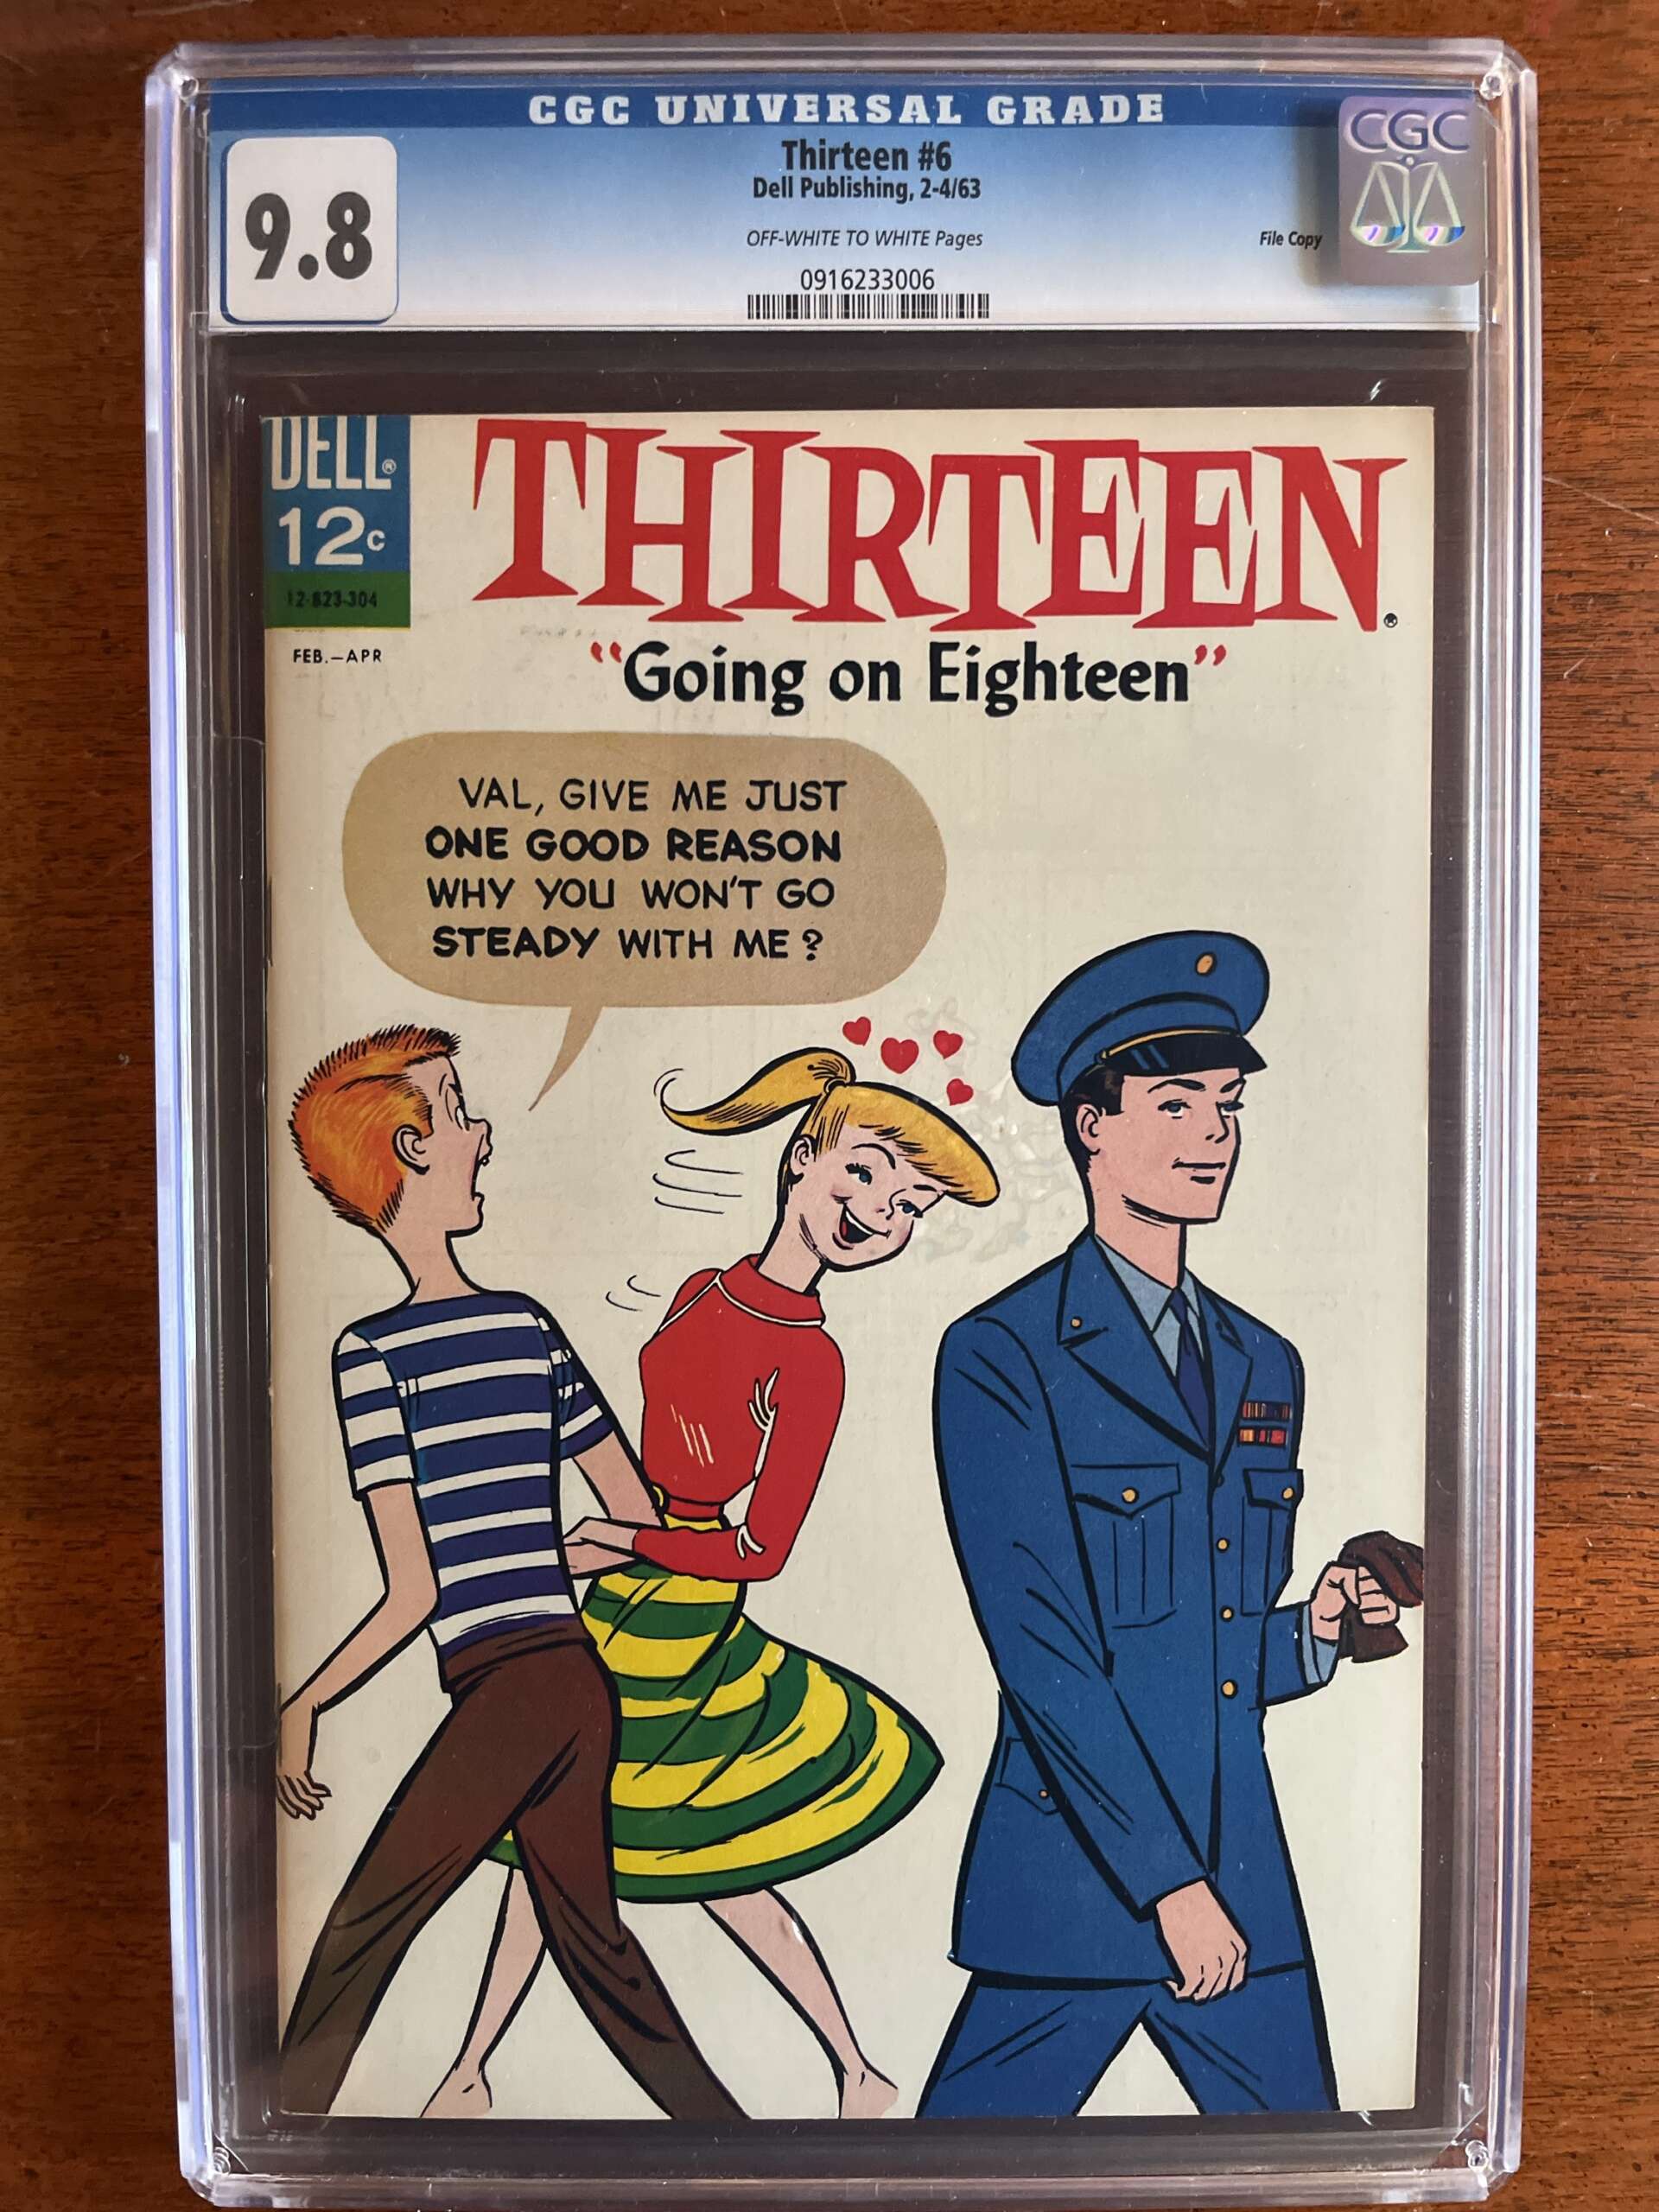 CGC UNIVERSAL GRADE
9.8
Thirteen #6
Dell Publishing, 2-4/63
OFF-WHITE TO WHITE Pages
File Copy
0916233006
CGC
DELL®
12c
12-823-304
FEB.–APR
THIRTEEN®
"Going on Eighteen"
VAL, GIVE ME JUST
ONE GOOD REASON
WHY YOU WON'T GO
STEADY WITH ME?